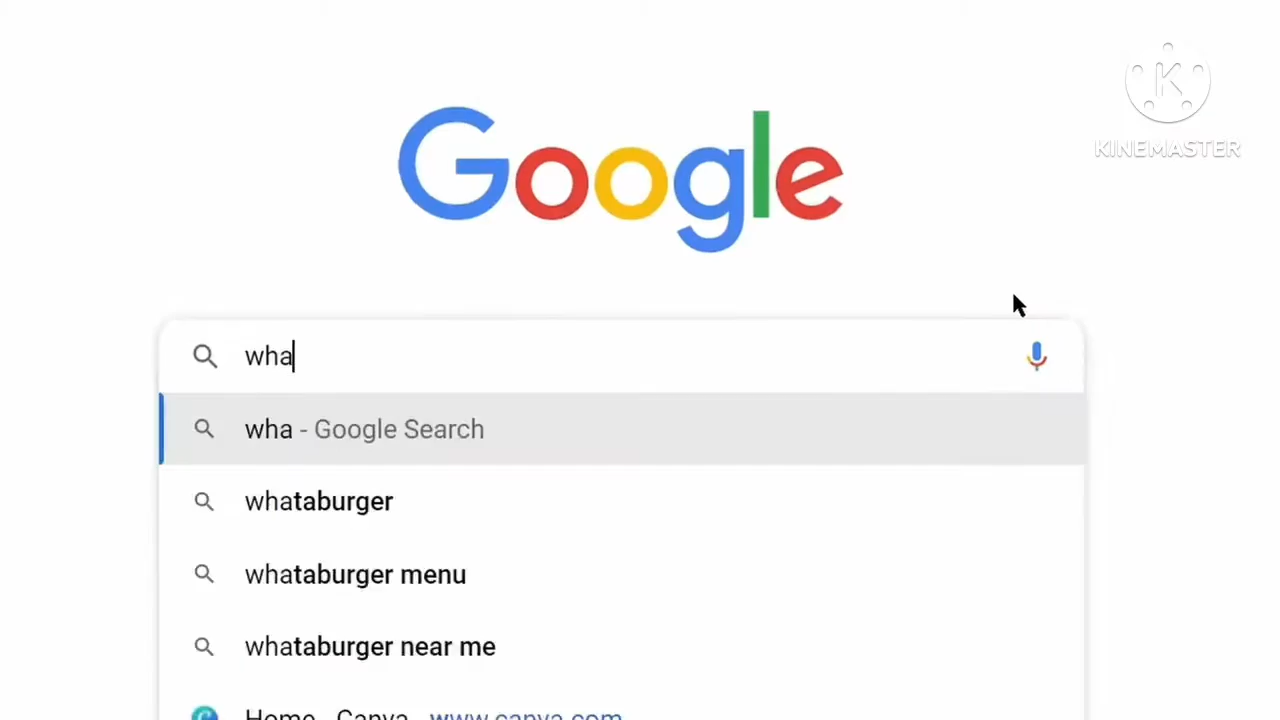 Google
K
KINEMASTER
wha
wha - Google Search
whataburger
whataburger menu
whataburger near me
Home - Canva - www.canva.com